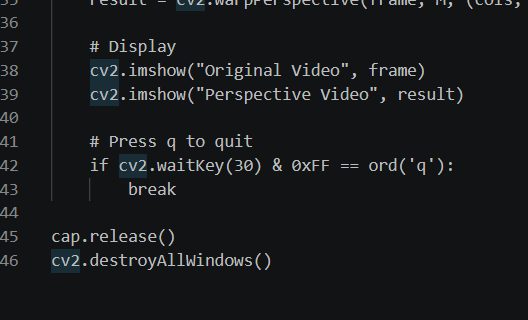 35 result = cv2.warpPerspective(frame, M, (cols,
36
37 # Display
38 cv2.imshow("Original Video", frame)
39 cv2.imshow("Perspective Video", result)
40
41 # Press q to quit
42 if cv2.waitKey(30) & 0xFF == ord('q'):
43 break
44
45 cap.release()
46 cv2.destroyAllWindows()